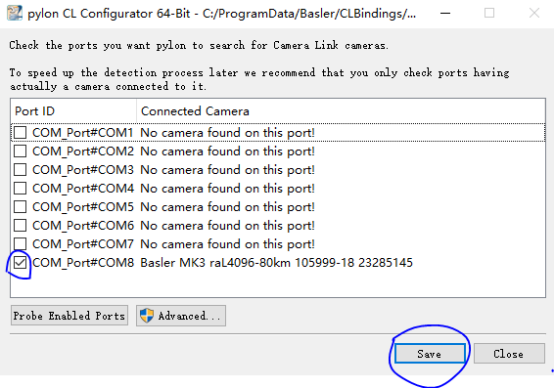 pylon CL Configurator 64-Bit - C:/ProgramData/Basler/CLBindings/...
Check the ports you want pylon to search for Camera Link cameras.
To speed up the detection process later we recommend that you only check ports having
actually a camera connected to it.
Port ID Connected Camera
COM_Port#COM1 No camera found on this port!
COM_Port#COM2 No camera found on this port!
COM_Port#COM3 No camera found on this port!
COM_Port#COM4 No camera found on this port!
COM_Port#COM5 No camera found on this port!
COM_Port#COM6 No camera found on this port!
COM_Port#COM7 No camera found on this port!
COM_Port#COM8 Basler MK3 raL4096-80km 105999-18 23285145
Probe Enabled Ports Advanced...
Save Close